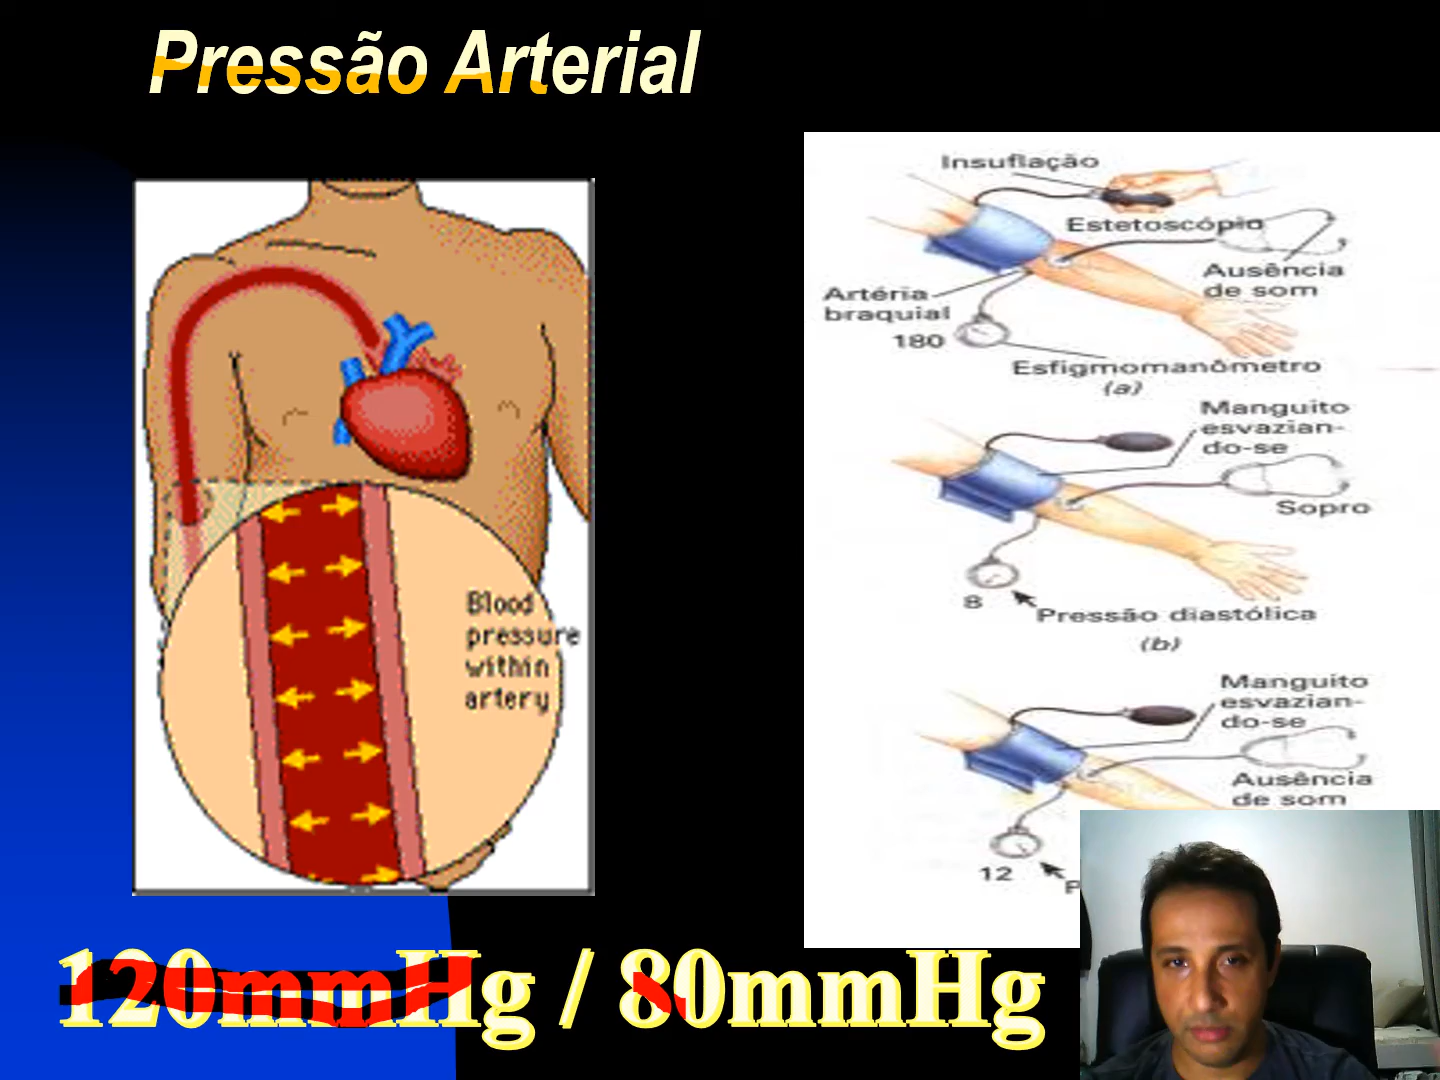 Pressão Arterial
Blood
pressure
within
artery
Insuflação
Estetoscópio
Ausência
de som
Artéria
braquial
180
Esfigmomanômetro
(a)
Manguito
esvazian-
do-se
Sopro
8
Pressão diastólica
(b)
Manguito
esvazian-
do-se
Ausência
de som
12
P
120mmHg / 80mmHg